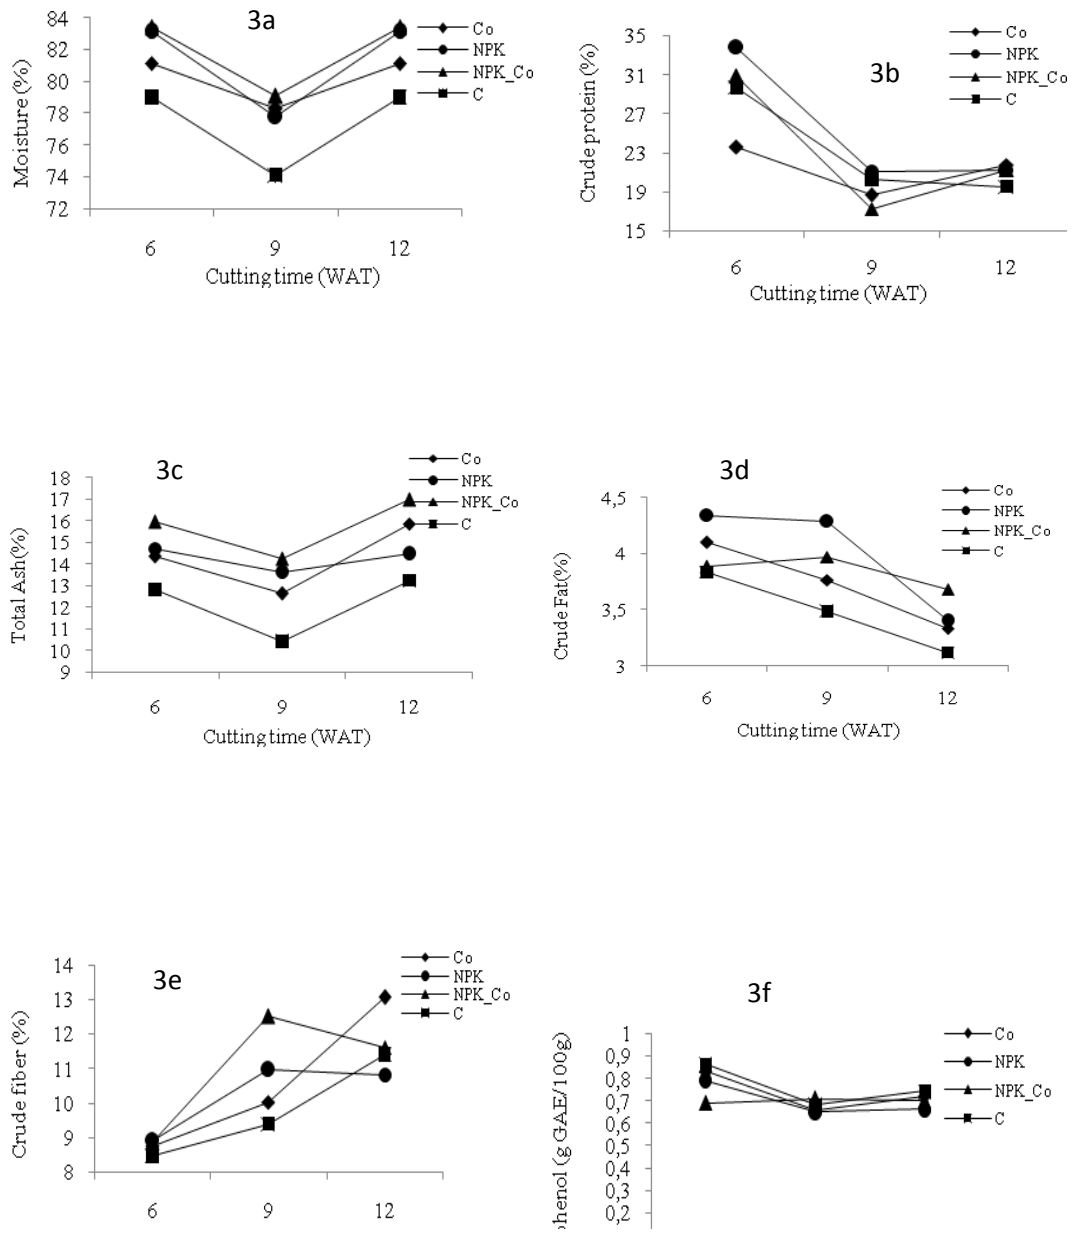 3a
84
82
80
78
76
74
72
Moisture (%)
6 9 12
Cutting time (WAT)
Co
NPK
NPK_Co
C
3b
35
31
27
23
19
15
Crude protein (%)
6 9 12
Cutting time (WAT)
Co
NPK
NPK_Co
C
3c
18
17
16
15
14
13
12
11
10
9
Total Ash(%)
6 9 12
Cutting time (WAT)
Co
NPK
NPK_Co
C
3d
4,5
4
3,5
3
Crude Fat(%)
6 9 12
Cutting time (WAT)
Co
NPK
NPK_Co
C
3e
14
13
12
11
10
9
8
Crude fiber (%)
6 9 12
Co
NPK
NPK_Co
C
3f
1
0,9
0,8
0,7
0,6
0,5
0,4
0,3
0,2
(g GAE/100g)
Co
NPK
NPK_Co
C